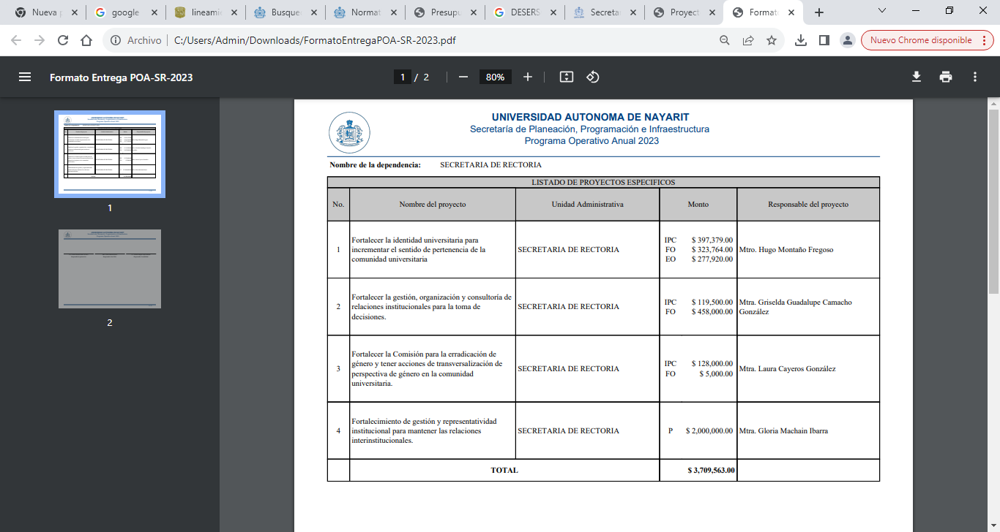 Nueva p
google
lineami
Busque
Normat
Presupu
DESERS
Secreta
Proyect
Format
Archivo
C:/Users/Admin/Downloads/FormatoEntregaPOA-SR-2023.pdf
Nuevo Chrome disponible
Formato Entrega POA-SR-2023
1 / 2
80%
1
2
UNIVERSIDAD AUTONOMA DE NAYARIT
Secretaría de Planeación, Programación e Infraestructura
Programa Operativo Anual 2023
Nombre de la dependencia: SECRETARIA DE RECTORIA
LISTADO DE PROYECTOS ESPECIFICOS
No. Nombre del proyecto Unidad Administrativa Monto Responsable del proyecto
1
Fortalecer la identidad universitaria para
incrementar el sentido de pertenencia de la
comunidad universitaria
SECRETARIA DE RECTORIA
IPC $ 397,379.00
FO $ 323,764.00
EO $ 277,920.00
Mtro. Hugo Montaño Fregoso
2
Fortalecer la gestión, organización y consultoría de
relaciones institucionales para la toma de
decisiones.
SECRETARIA DE RECTORIA
IPC $ 119,500.00
FO $ 458,000.00
Mtra. Griselda Guadalupe Camacho
González
3
Fortalecer la Comisión para la erradicación de
género y tener acciones de transversalización de
perspectiva de género en la comunidad
universitaria.
SECRETARIA DE RECTORIA
IPC $ 128,000.00
FO $ 5,000.00
Mtra. Laura Cayeros González
4
Fortalecimiento de gestión y representatividad
institucional para mantener las relaciones
interinstitucionales.
SECRETARIA DE RECTORIA
P $ 2,000,000.00
Mtra. Gloria Machain Ibarra
TOTAL $ 3,709,563.00